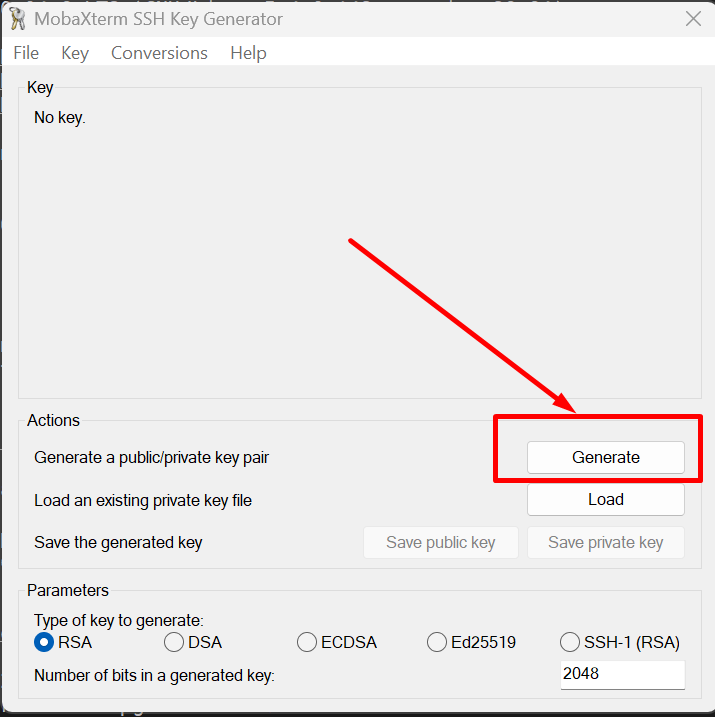 MobaXterm SSH Key Generator
File Key Conversions Help
Key
No key.
Actions
Generate a public/private key pair
Generate
Load an existing private key file
Load
Save the generated key
Save public key
Save private key
Parameters
Type of key to generate:
RSA DSA ECDSA Ed25519 SSH-1 (RSA)
Number of bits in a generated key:
2048